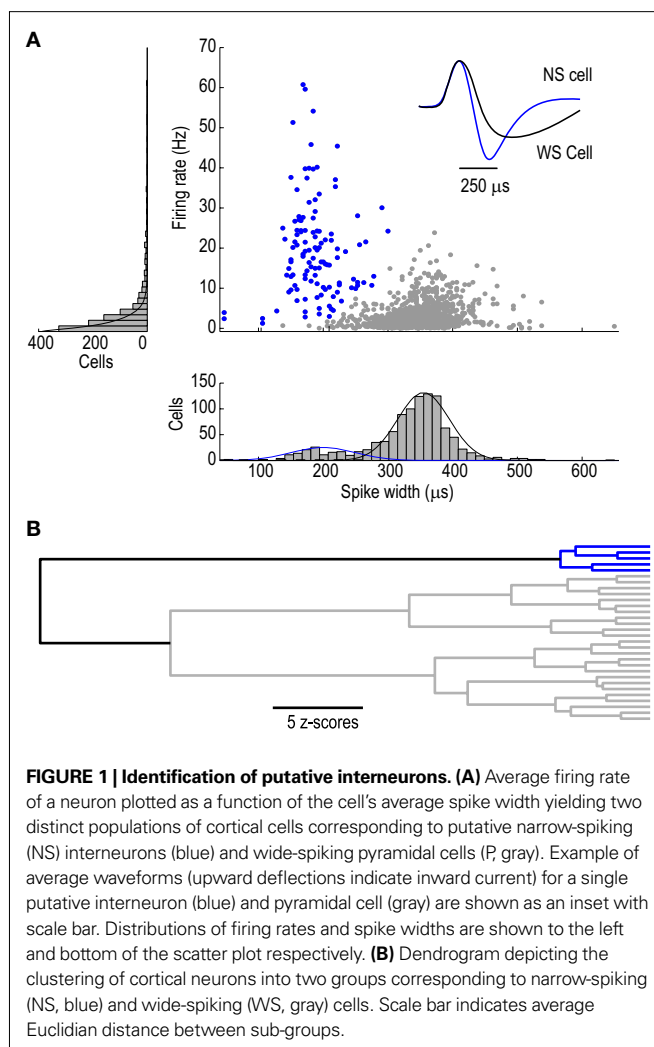 A
70
60
50
40
30
20
10
0
Firing rate (Hz)
NS cell
WS Cell
250 µs
400 200 0
Cells
150
100
50
0
Cells
100 200 300 400 500 600
Spike width (µs)
B
5 z-scores
FIGURE 1 | Identification of putative interneurons. (A) Average firing rate
of a neuron plotted as a function of the cell's average spike width yielding two
distinct populations of cortical cells corresponding to putative narrow-spiking
(NS) interneurons (blue) and wide-spiking pyramidal cells (P, gray). Example of
average waveforms (upward deflections indicate inward current) for a single
putative interneuron (blue) and pyramidal cell (gray) are shown as an inset with
scale bar. Distributions of firing rates and spike widths are shown to the left
and bottom of the scatter plot respectively. (B) Dendrogram depicting the
clustering of cortical neurons into two groups corresponding to narrow-spiking
(NS, blue) and wide-spiking (WS, gray) cells. Scale bar indicates average
Euclidian distance between sub-groups.